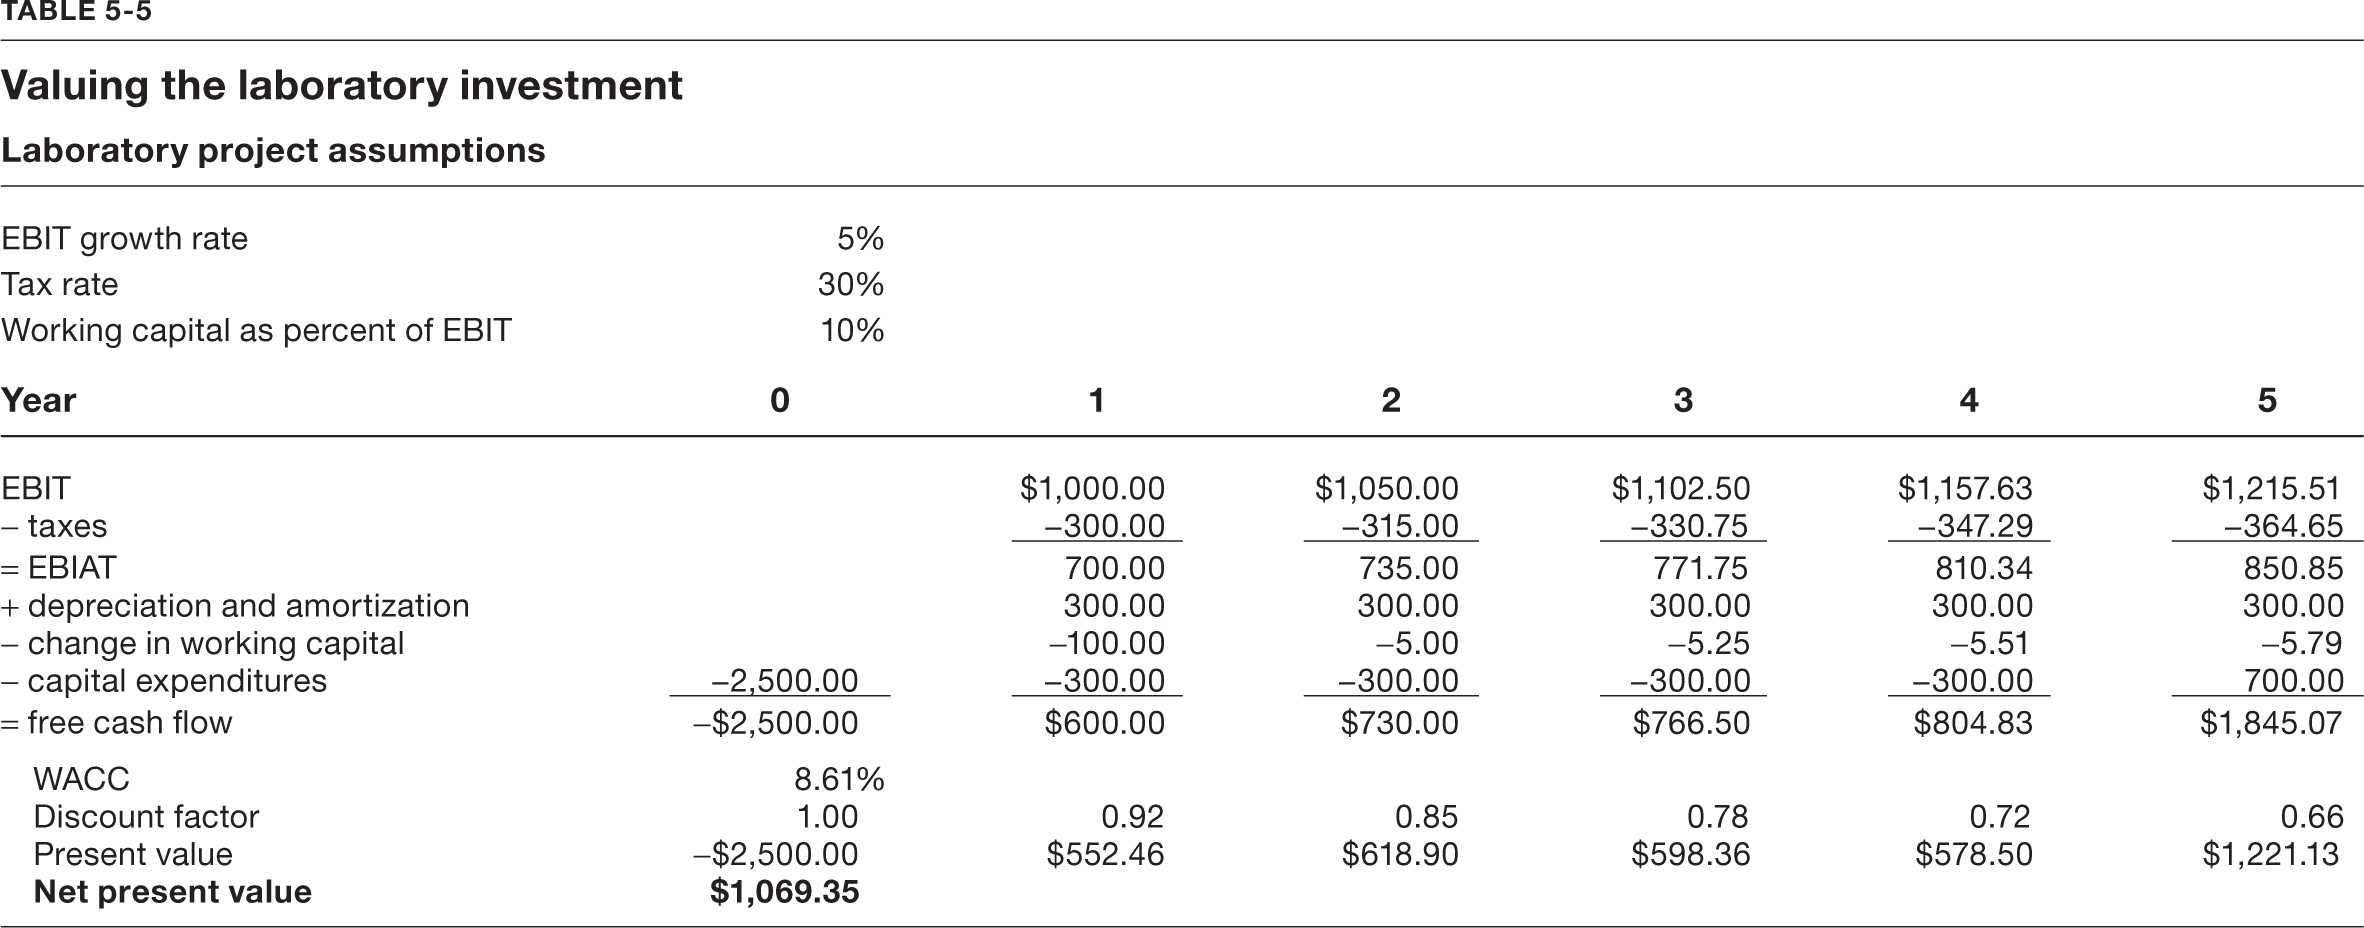 TABLE 5-5
Valuing the laboratory investment
Laboratory project assumptions
EBIT growth rate 5%
Tax rate 30%
Working capital as percent of EBIT 10%
Year 0 1 2 3 4 5
EBIT $1,000.00 $1,050.00 $1,102.50 $1,157.63 $1,215.51
– taxes –300.00 –315.00 –330.75 –347.29 –364.65
= EBIAT 700.00 735.00 771.75 810.34 850.85
+ depreciation and amortization 300.00 300.00 300.00 300.00 300.00
– change in working capital –100.00 –5.00 –5.25 –5.51 –5.79
– capital expenditures –2,500.00 –300.00 –300.00 –300.00 –300.00 700.00
= free cash flow –$2,500.00 $600.00 $730.00 $766.50 $804.83 $1,845.07
WACC 8.61%
Discount factor 1.00 0.92 0.85 0.78 0.72 0.66
Present value –$2,500.00 $552.46 $618.90 $598.36 $578.50 $1,221.13
Net present value $1,069.35